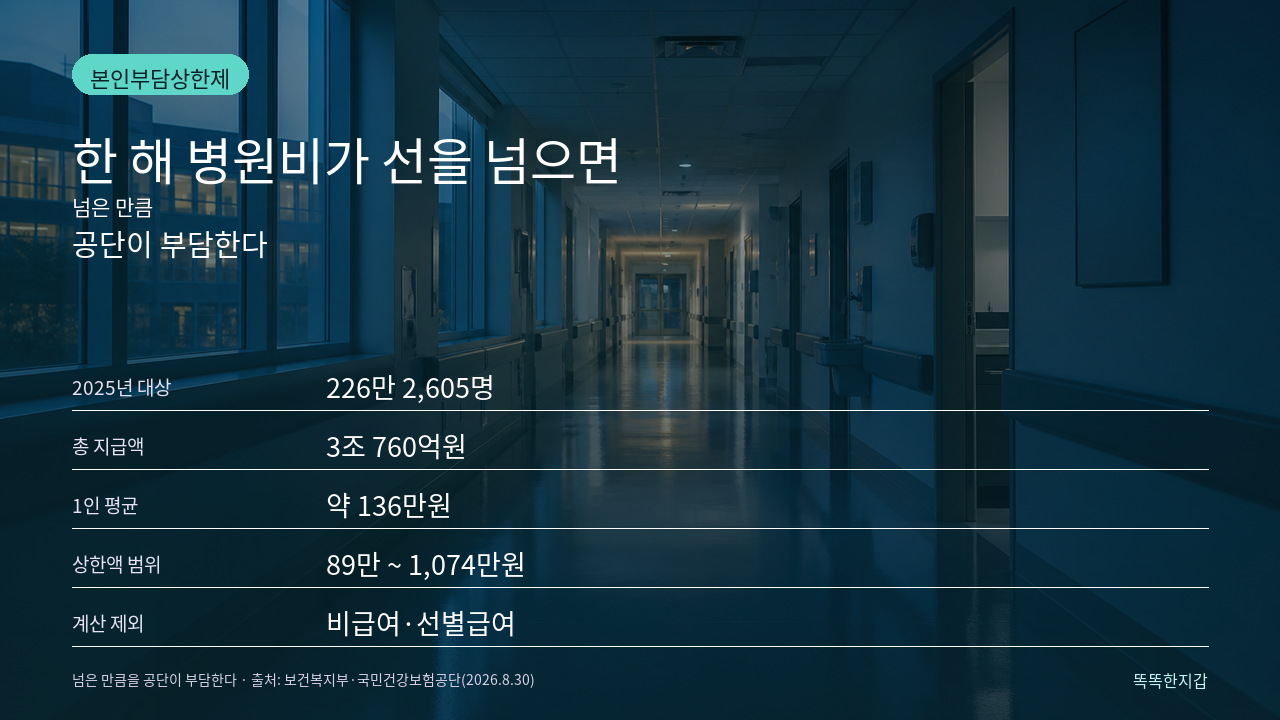 본인부담상한제
한 해 병원비가 선을 넘으면
넘은 만큼
공단이 부담한다
2025년 대상 226만 2,605명
총 지급액 3조 760억원
1인 평균 약 136만원
상한액 범위 89만 ~ 1,074만원
계산 제외 비급여·선별급여
넘은 만큼을 공단이 부담한다 · 출처: 보건복지부·국민건강보험공단(2026.8.30)
똑똑한지갑